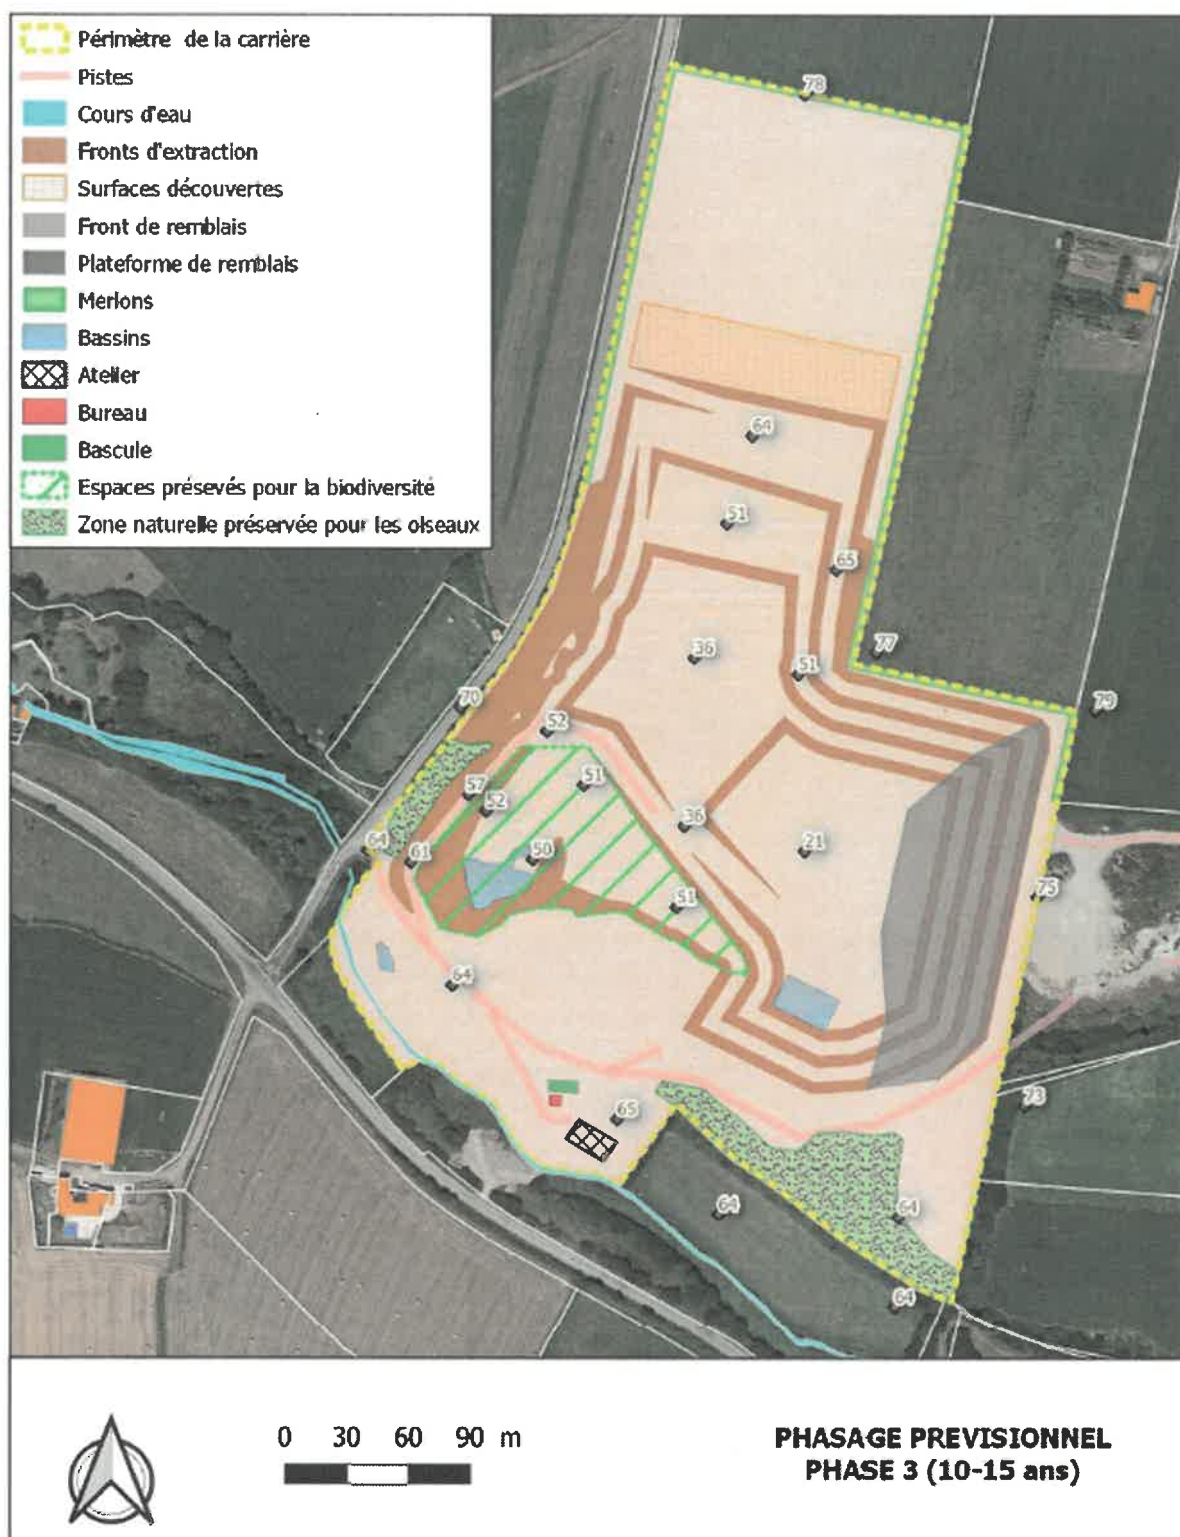 Périmètre de la carrière
Pistes
Cours d'eau
Fronts d'extraction
Surfaces découvertes
Front de remblais
Plateforme de remblais
Merlons
Bassins
Atelier
Bureau
Bascule
Espaces présevés pour la biodiversité
Zone naturelle préservée pour les oiseaux
78
64
51
65
77
36
51
79
70
52
57
52
51
36
21
64
61
50
75
51
64
73
65
64
64
64
0 30 60 90 m
PHASAGE PREVISIONNEL
PHASE 3 (10-15 ans)